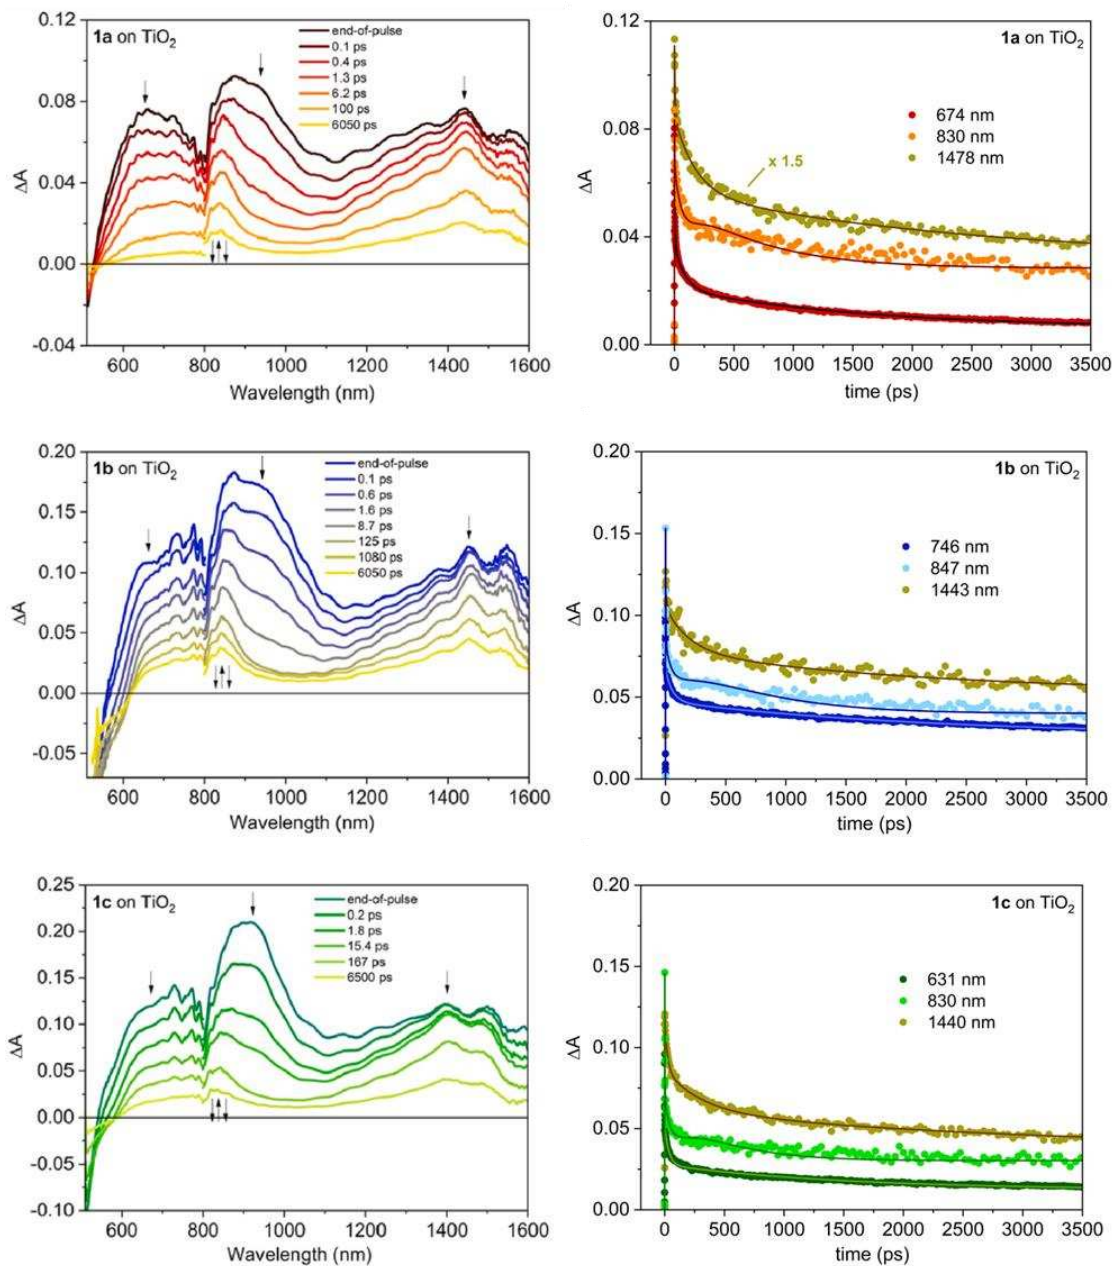 0.12
1a on TiO2
end-of-pulse
0.1 ps
0.4 ps
1.3 ps
6.2 ps
100 ps
6050 ps
0.08
0.04
0.00
-0.04
ΔA
600 800 1000 1200 1400 1600
Wavelength (nm)
0.12
1a on TiO2
674 nm
830 nm
1478 nm
x 1.5
0.08
0.04
0.00
ΔA
0 500 1000 1500 2000 2500 3000 3500
time (ps)
0.20
1b on TiO2
end-of-pulse
0.1 ps
0.6 ps
1.6 ps
8.7 ps
125 ps
1080 ps
6050 ps
0.15
0.10
0.05
0.00
-0.05
ΔA
600 800 1000 1200 1400 1600
Wavelength (nm)
0.20
1b on TiO2
746 nm
847 nm
1443 nm
0.15
0.10
0.05
0.00
ΔA
0 500 1000 1500 2000 2500 3000 3500
time (ps)
0.25
1c on TiO2
end-of-pulse
0.2 ps
1.8 ps
15.4 ps
167 ps
6500 ps
0.20
0.15
0.10
0.05
0.00
-0.05
-0.10
ΔA
600 800 1000 1200 1400 1600
Wavelength (nm)
0.20
1c on TiO2
631 nm
830 nm
1440 nm
0.15
0.10
0.05
0.00
ΔA
0 500 1000 1500 2000 2500 3000 3500
time (ps)